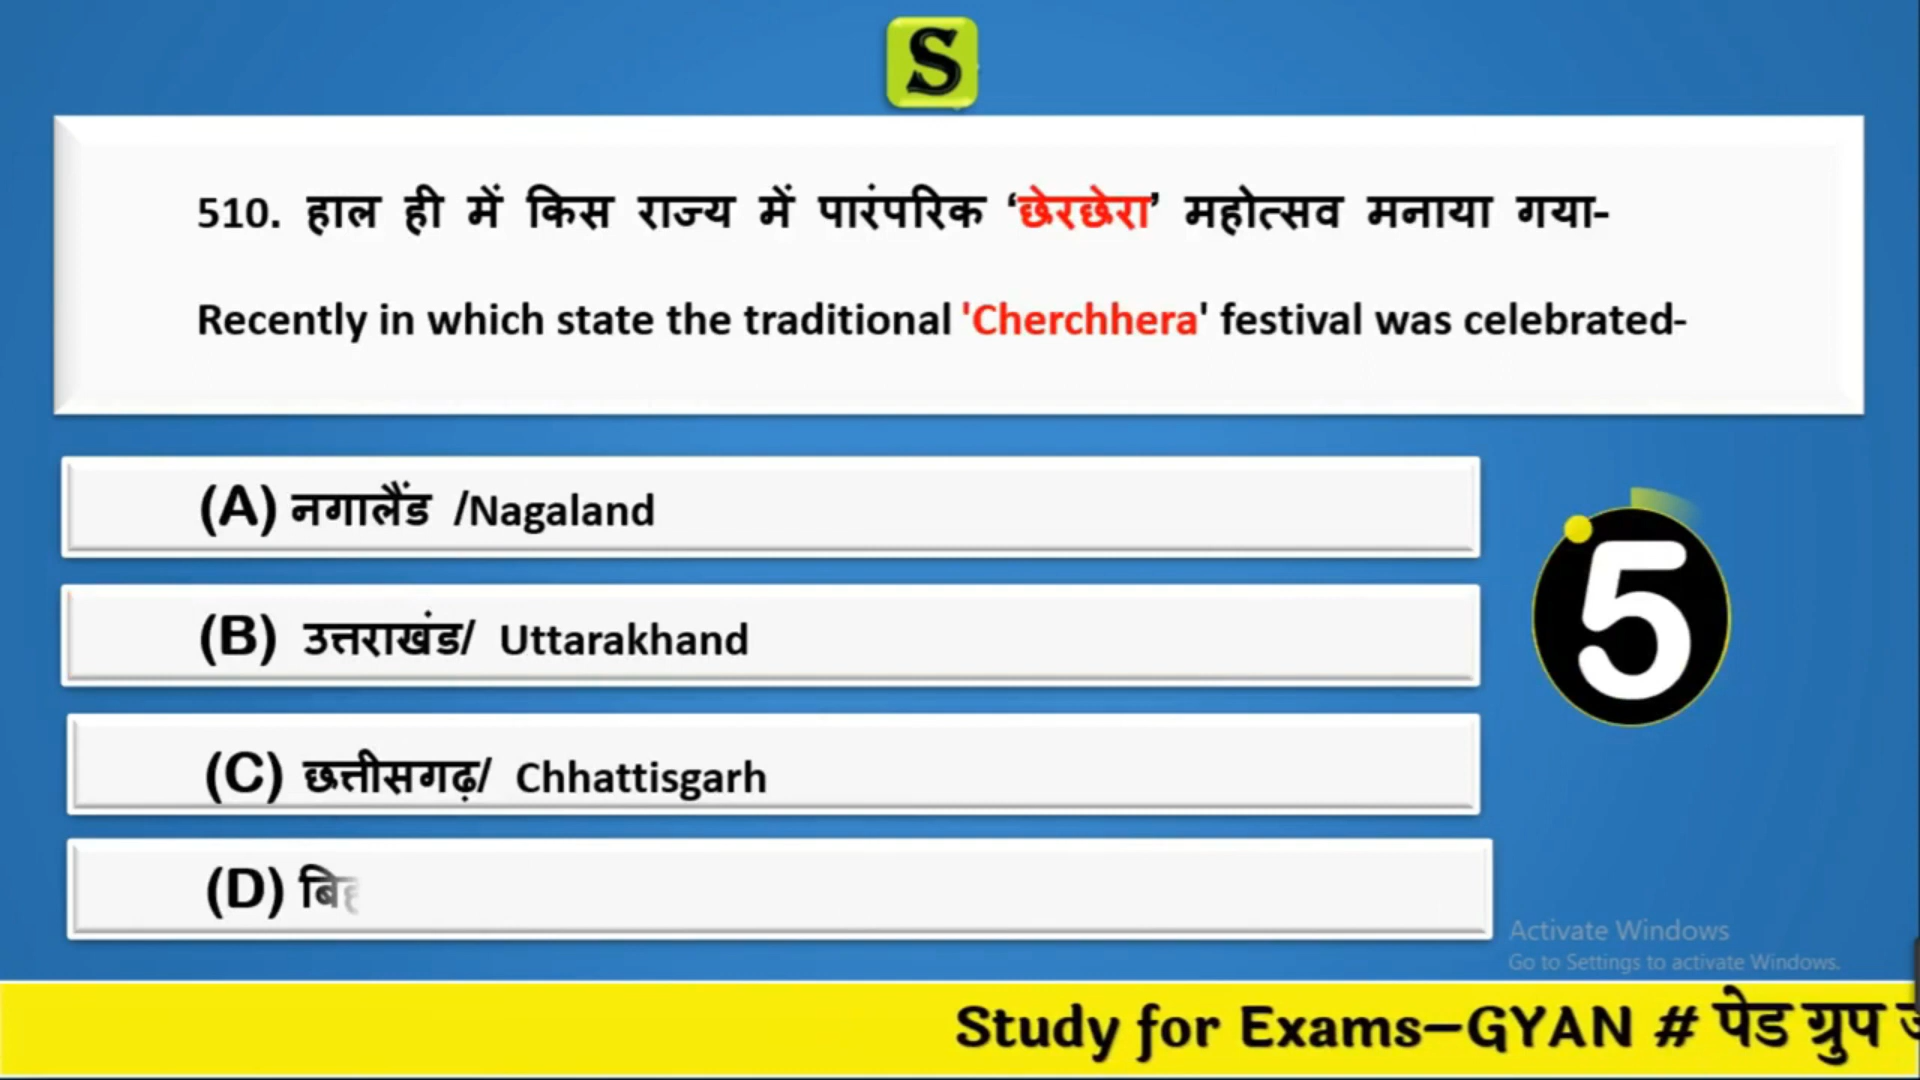 S
510. हाल ही में किस राज्य में पारंपरिक ‘छेरछेरा’ महोत्सव मनाया गया-
Recently in which state the traditional 'Cherchhera' festival was celebrated-
(A) नगालैंड /Nagaland
(B) उत्तराखंड/ Uttarakhand
5
(C) छत्तीसगढ़/ Chhattisgarh
(D)
Activate Windows
Go to Settings to activate Windows.
Study for Exams–GYAN # पेड ग्रुप